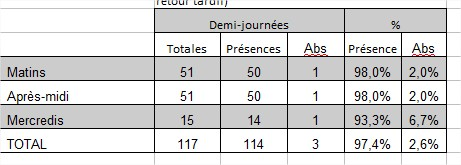 retour tardif)
Demi-journées %
Totales Présences Abs Présence Abs
Matins 51 50 1 98,0% 2,0%
Après-midi 51 50 1 98,0% 2,0%
Mercredis 15 14 1 93,3% 6,7%
TOTAL 117 114 3 97,4% 2,6%